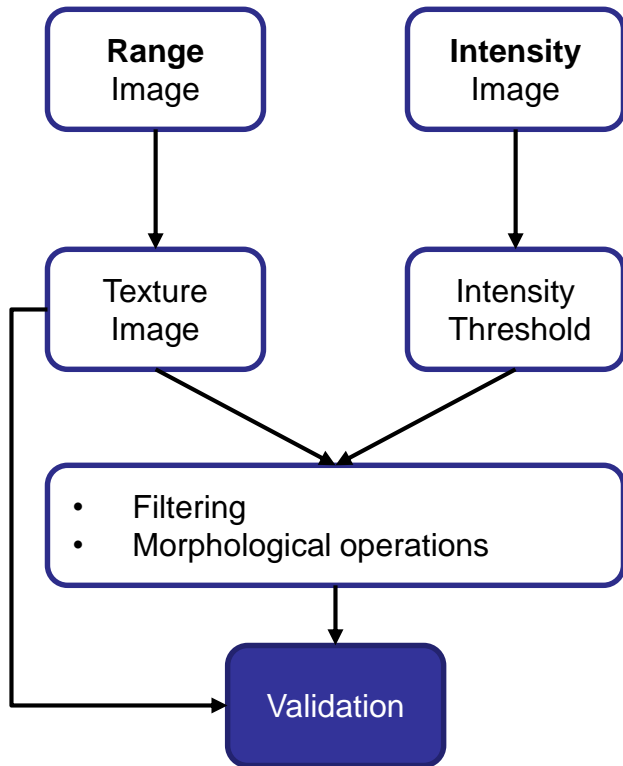 Range
Image
Intensity
Image
Texture
Image
Intensity
Threshold
• Filtering
• Morphological operations
Validation